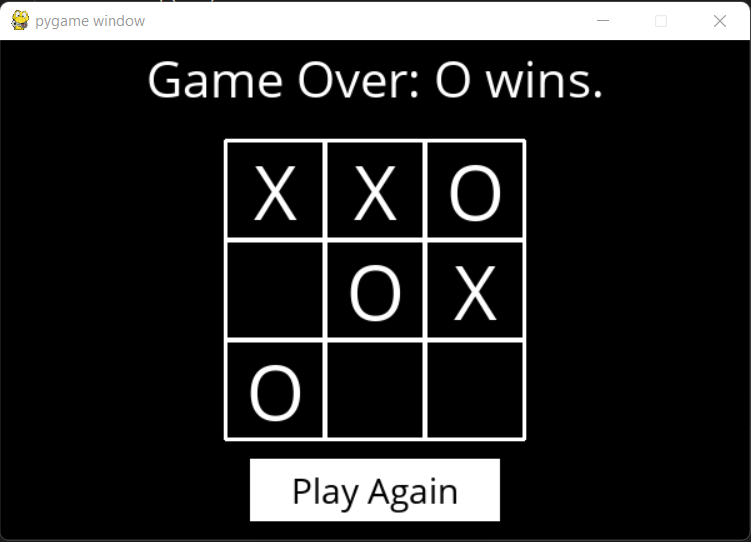 pygame window
Game Over: O wins.
X X O
O X
O
Play Again